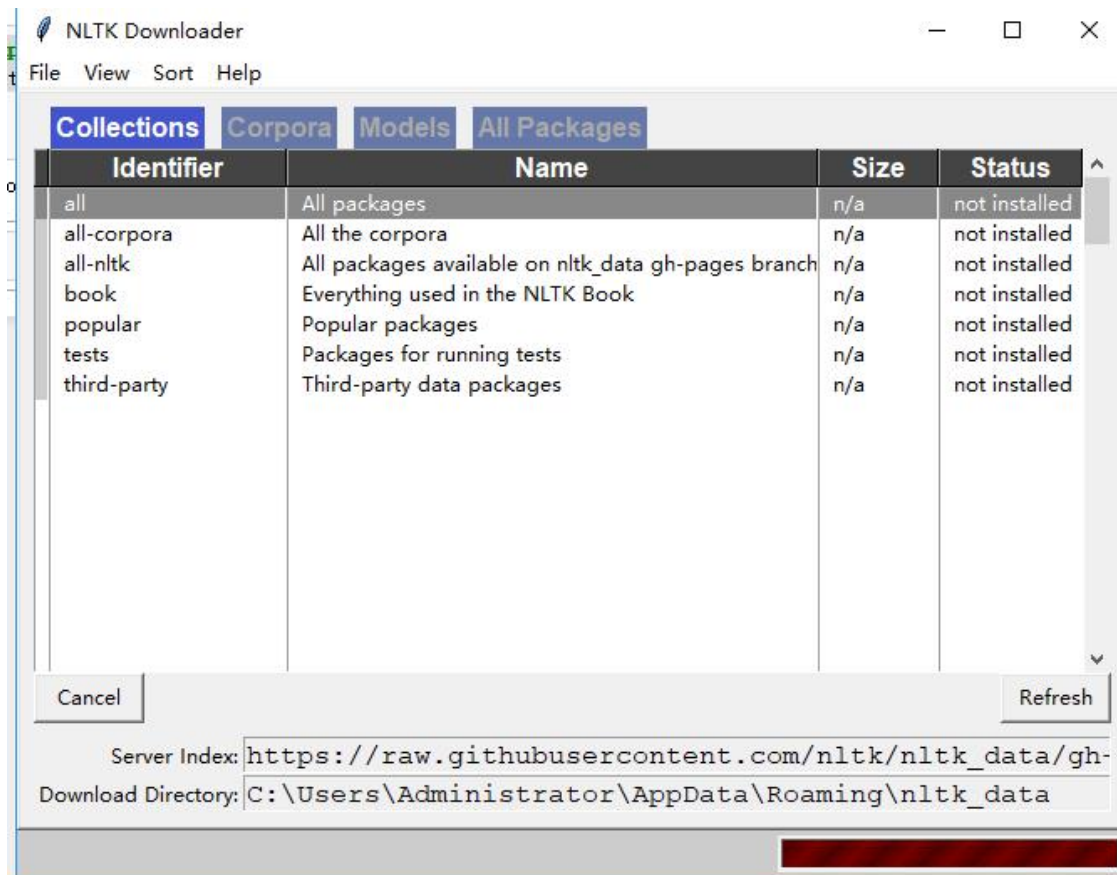 NLTK Downloader
File View Sort Help
Collections Corpora Models All Packages
Identifier Name Size Status
all All packages n/a not installed
all-corpora All the corpora n/a not installed
all-nltk All packages available on nltk_data gh-pages branch n/a not installed
book Everything used in the NLTK Book n/a not installed
popular Popular packages n/a not installed
tests Packages for running tests n/a not installed
third-party Third-party data packages n/a not installed
Cancel Refresh
Server Index: https://raw.githubusercontent.com/nltk/nltk_data/gh-
Download Directory: C:\Users\Administrator\AppData\Roaming\nltk_data